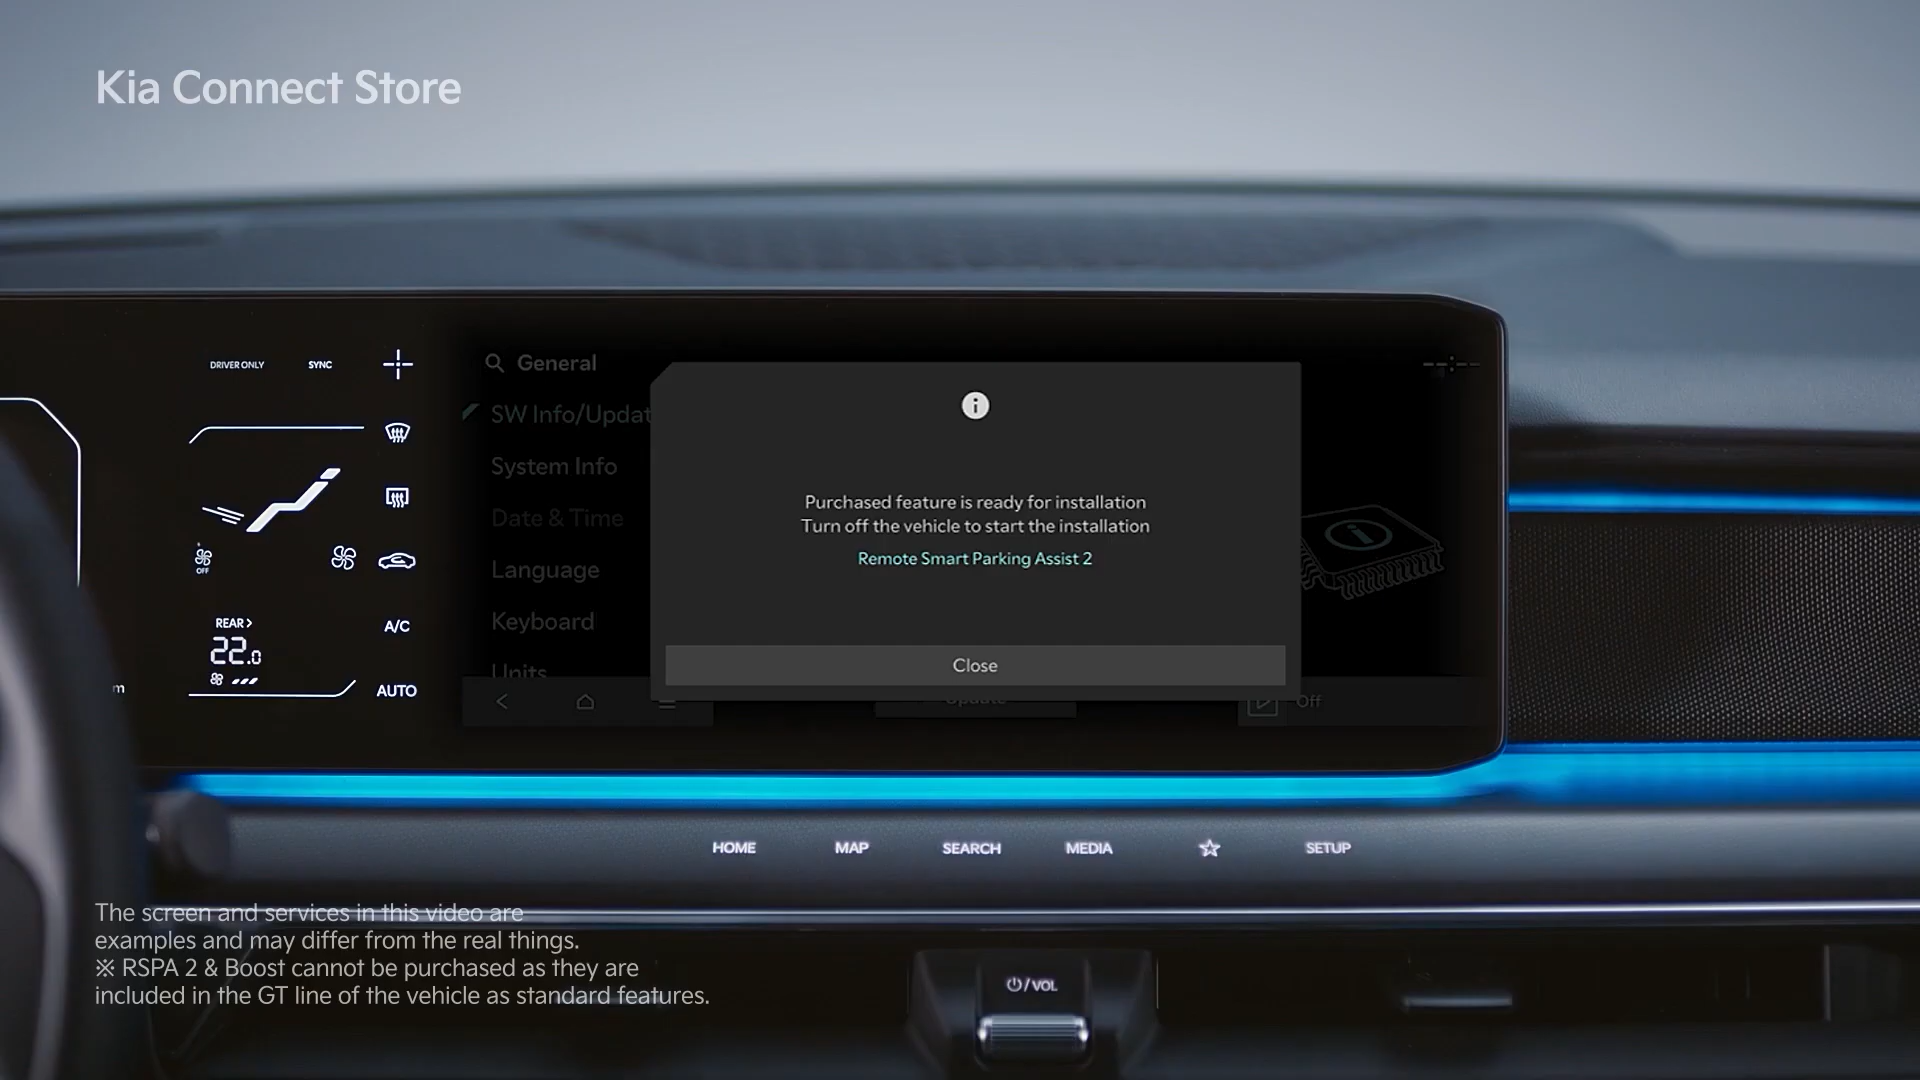 Kia Connect Store
DRIVER ONLY
SYNC
REAR >
22.0
OFF
A/C
AUTO
m
General
SW Info/Updat
System Info
Date & Time
Language
Keyboard
Units
Purchased feature is ready for installation
Turn off the vehicle to start the installation
Remote Smart Parking Assist 2
Close
Update
Off
HOME
MAP
SEARCH
MEDIA
SETUP
⏻/VOL
The screen and services in this video are
examples and may differ from the real things.
※ RSPA 2 & Boost cannot be purchased as they are
included in the GT line of the vehicle as standard features.